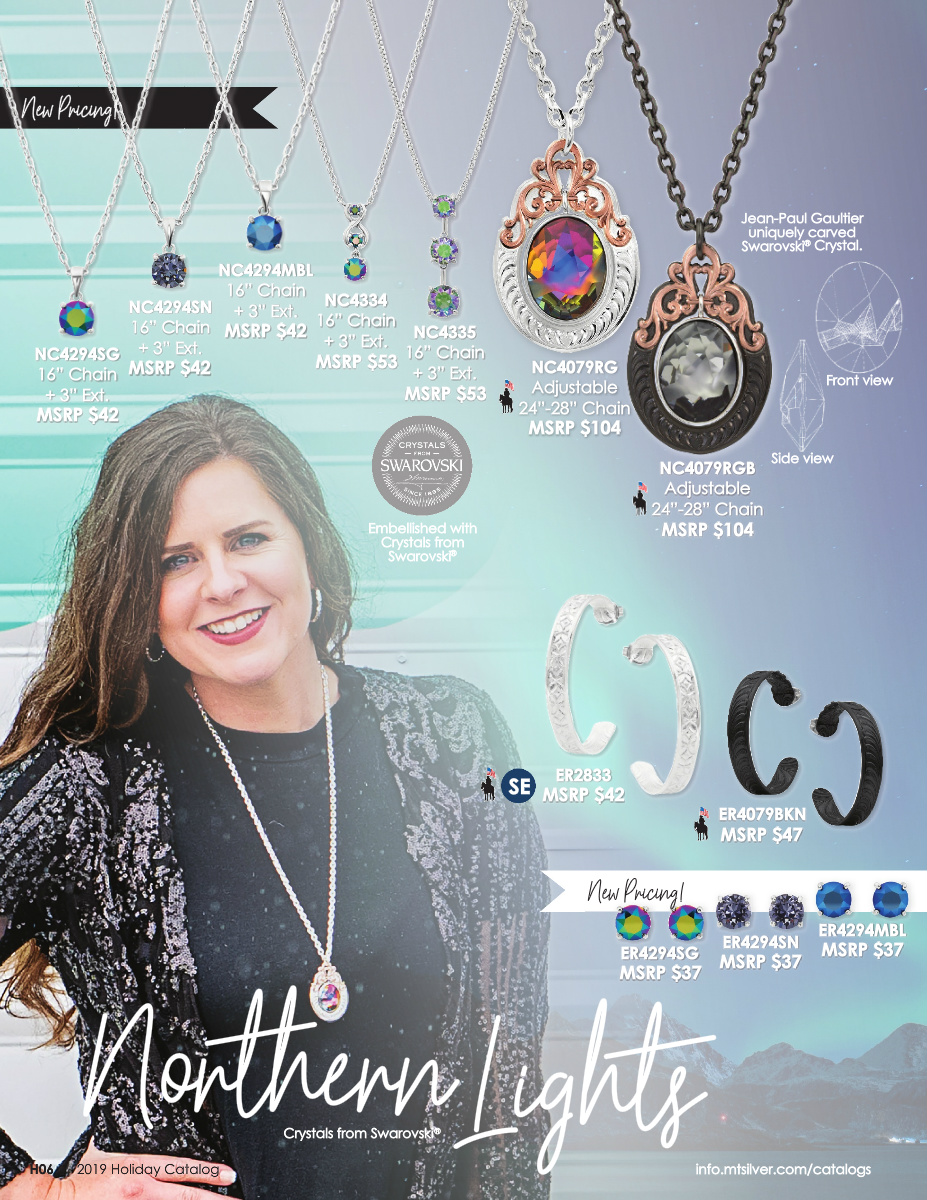 New Pricing!
NC4294SG
16” Chain
+ 3” Ext.
MSRP $42
NC4294SN
16” Chain
+ 3” Ext.
MSRP $42
NC4294MBL
16” Chain
+ 3” Ext.
MSRP $42
NC4334
16” Chain
+ 3” Ext.
MSRP $53
NC4335
16” Chain
+ 3” Ext.
MSRP $53
NC4079RG
Adjustable
24”-28” Chain
MSRP $104
Jean-Paul Gaultier
uniquely carved
Swarovski® Crystal.
Front view
Side view
NC4079RGB
Adjustable
24”-28” Chain
MSRP $104
CRYSTALS
FROM
SWAROVSKI
SINCE 1895
Embellished with
Crystals from
Swarovski®
SE
ER2833
MSRP $42
ER4079BKN
MSRP $47
New Pricing!
ER4294SG
MSRP $37
ER4294SN
MSRP $37
ER4294MBL
MSRP $37
Northern Lights
Crystals from Swarovski®
H06
2019 Holiday Catalog
info.mtsilver.com/catalogs